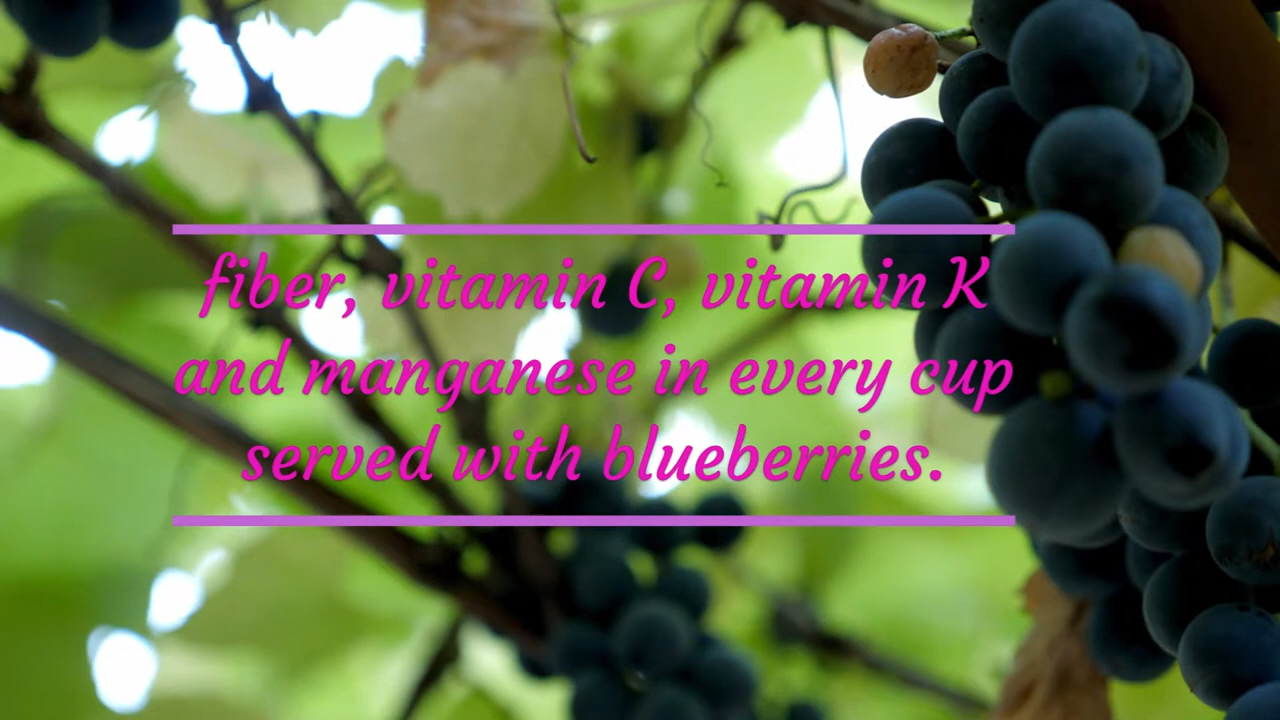 fiber, vitamin C, vitamin K
and manganese in every cup
served with blueberries.